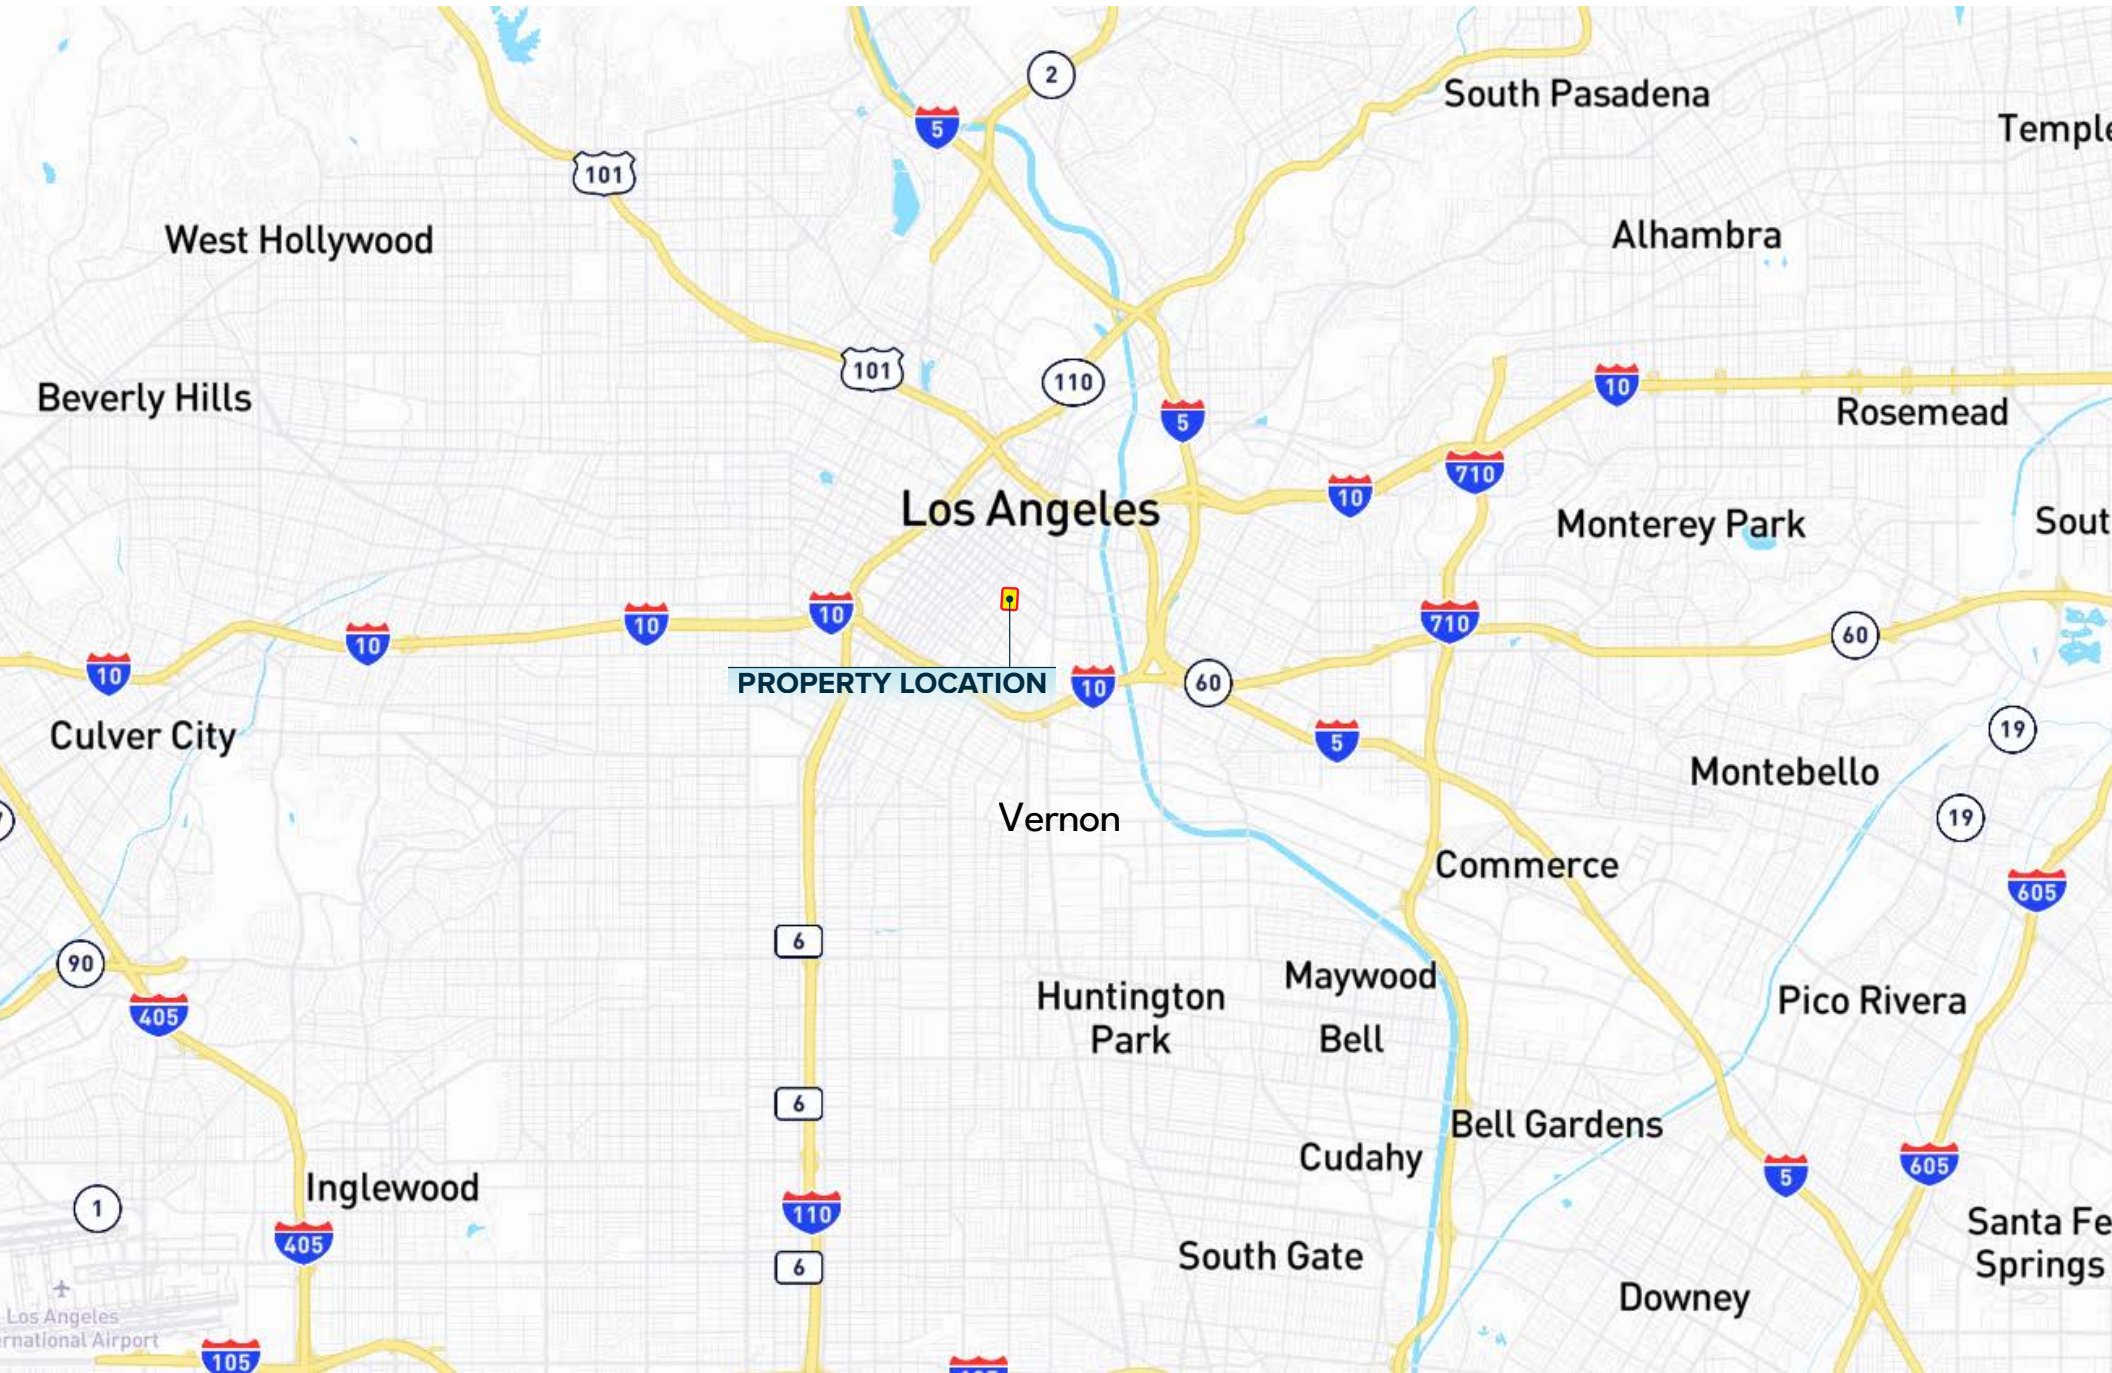 2
South Pasadena
Temple
5
101
West Hollywood
Alhambra
101
110
10
Beverly Hills
5
Rosemead
710
10
Los Angeles
Monterey Park
Sout
10
10
10
710
60
10
PROPERTY LOCATION
10
60
Culver City
5
19
Montebello
Vernon
19
Commerce
605
6
90
Maywood
Huntington
Park
Pico Rivera
405
Bell
6
Bell Gardens
Cudahy
5
605
Inglewood
1
110
405
Santa Fe
Springs
6
South Gate
Downey
Los Angeles
ernational Airport
105